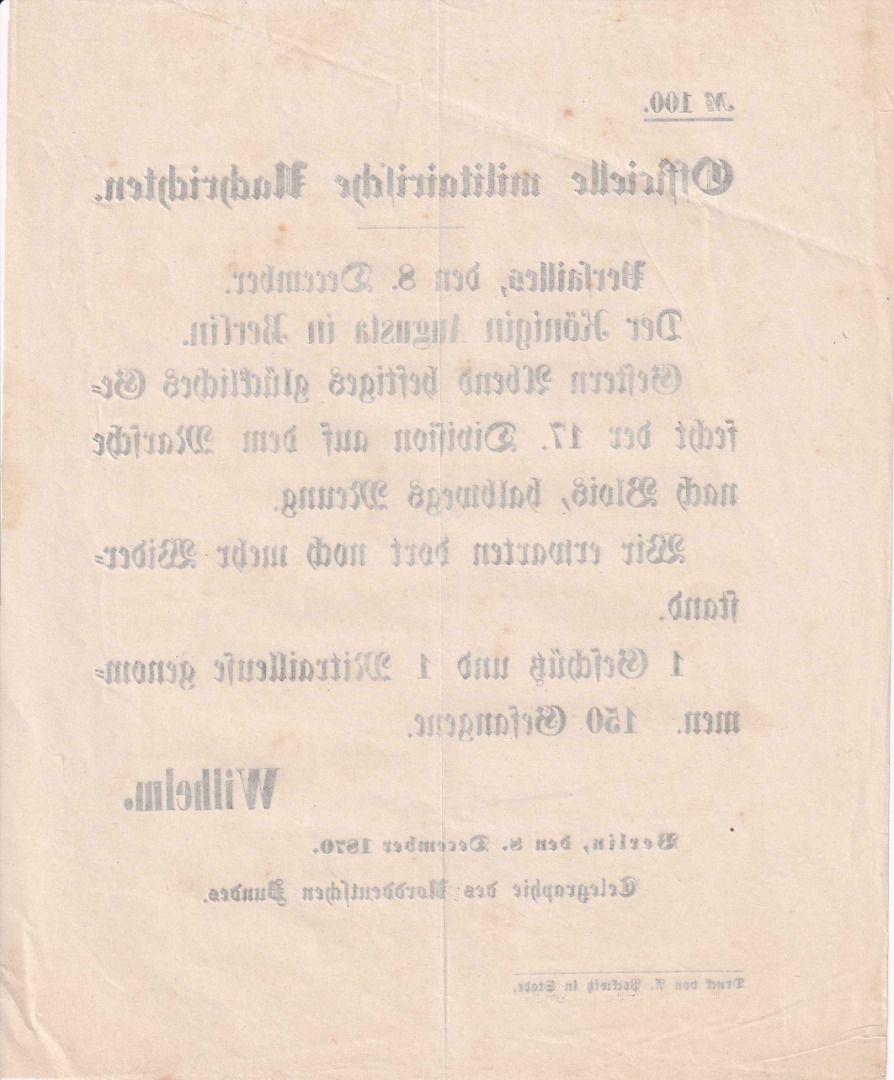 № 100.
Officielle militairische Nachrichten.
Versailles, den 8. December.
Der Königin Augusta in Berlin.
Gestern Abend heftiges glückliches Ge-
fecht der 17. Division auf dem Marsche
nach Blois, halbwegs Meung.
Wir erwarten dort noch mehr Wider-
stand.
1 Geschütz und 1 Mitrailleuse genom-
men. 150 Gefangene.
Wilhelm.
Berlin, den 8. December 1870.
Telegraphie des Norddeutschen Bundes.
Druck von A. in Stade.